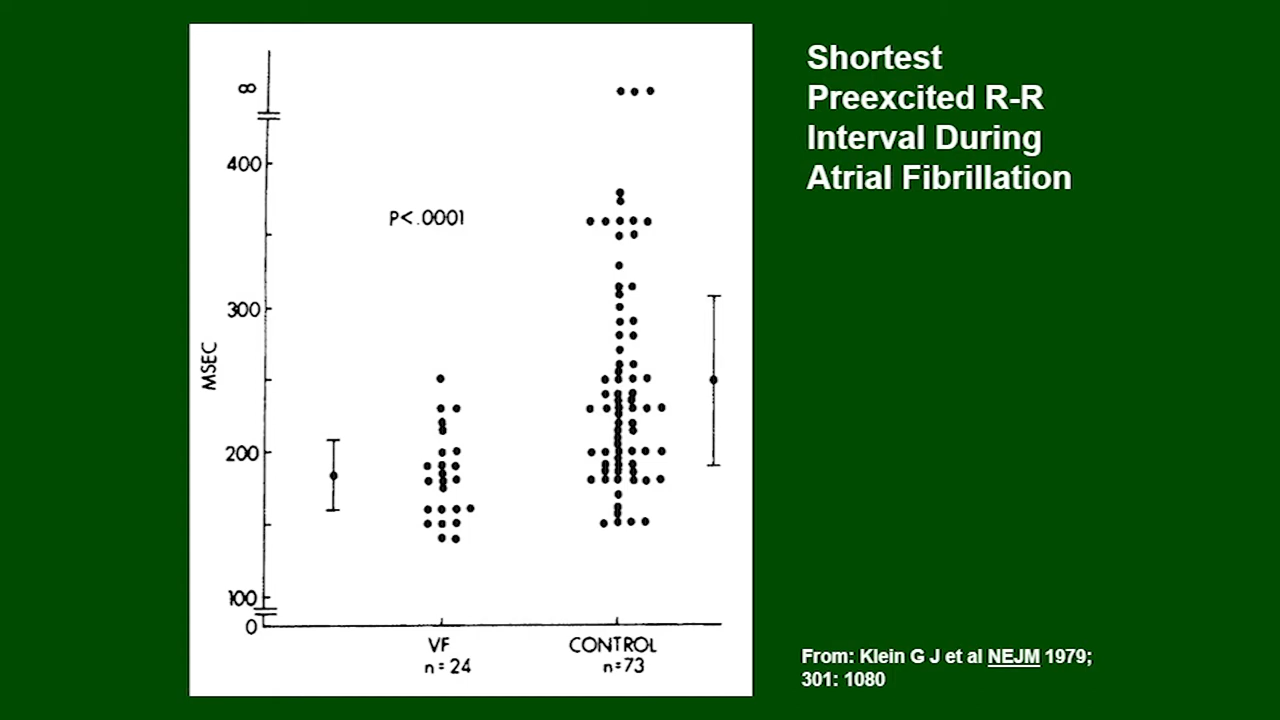 Shortest
Preexcited R-R
Interval During
Atrial Fibrillation
∞
400
300
200
100
0
MSEC
P<.0001
VF
n=24
CONTROL
n=73
From: Klein G J et al NEJM 1979;
301: 1080